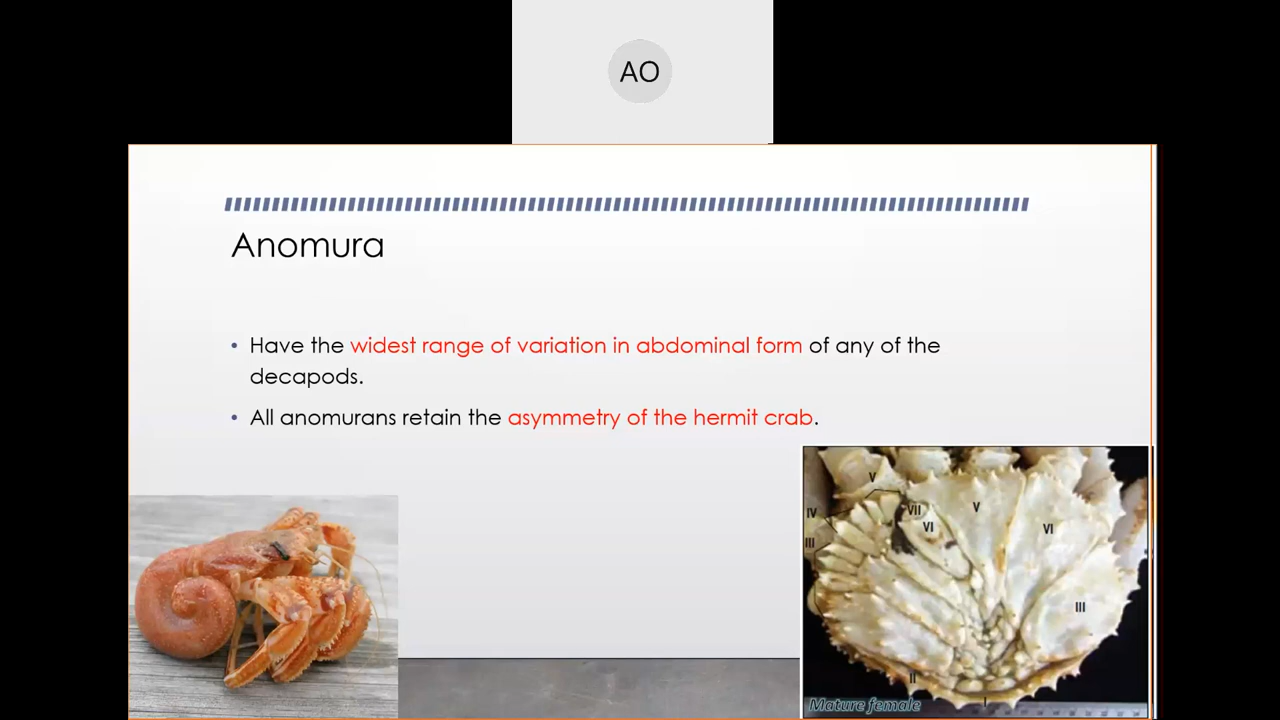 AO
Anomura
• Have the widest range of variation in abdominal form of any of the
decapods.
• All anomurans retain the asymmetry of the hermit crab.
V
IV
III
VII
VI
V
VI
III
II
I
Mature female